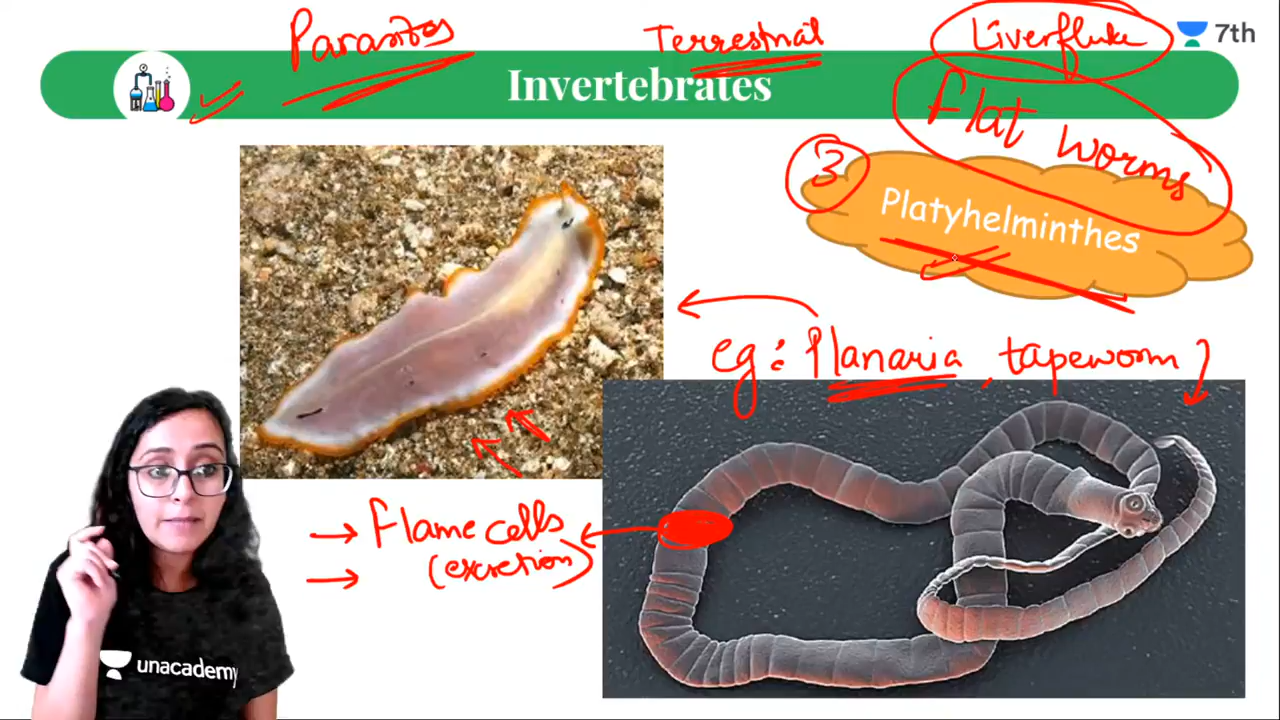 Parasites
Terrestrial
Liverfluke
7th
Invertebrates
Flat worms
3
Platyhelminthes
eg: Planaria, tapeworm
Flame cells
(excretion)
unacademy